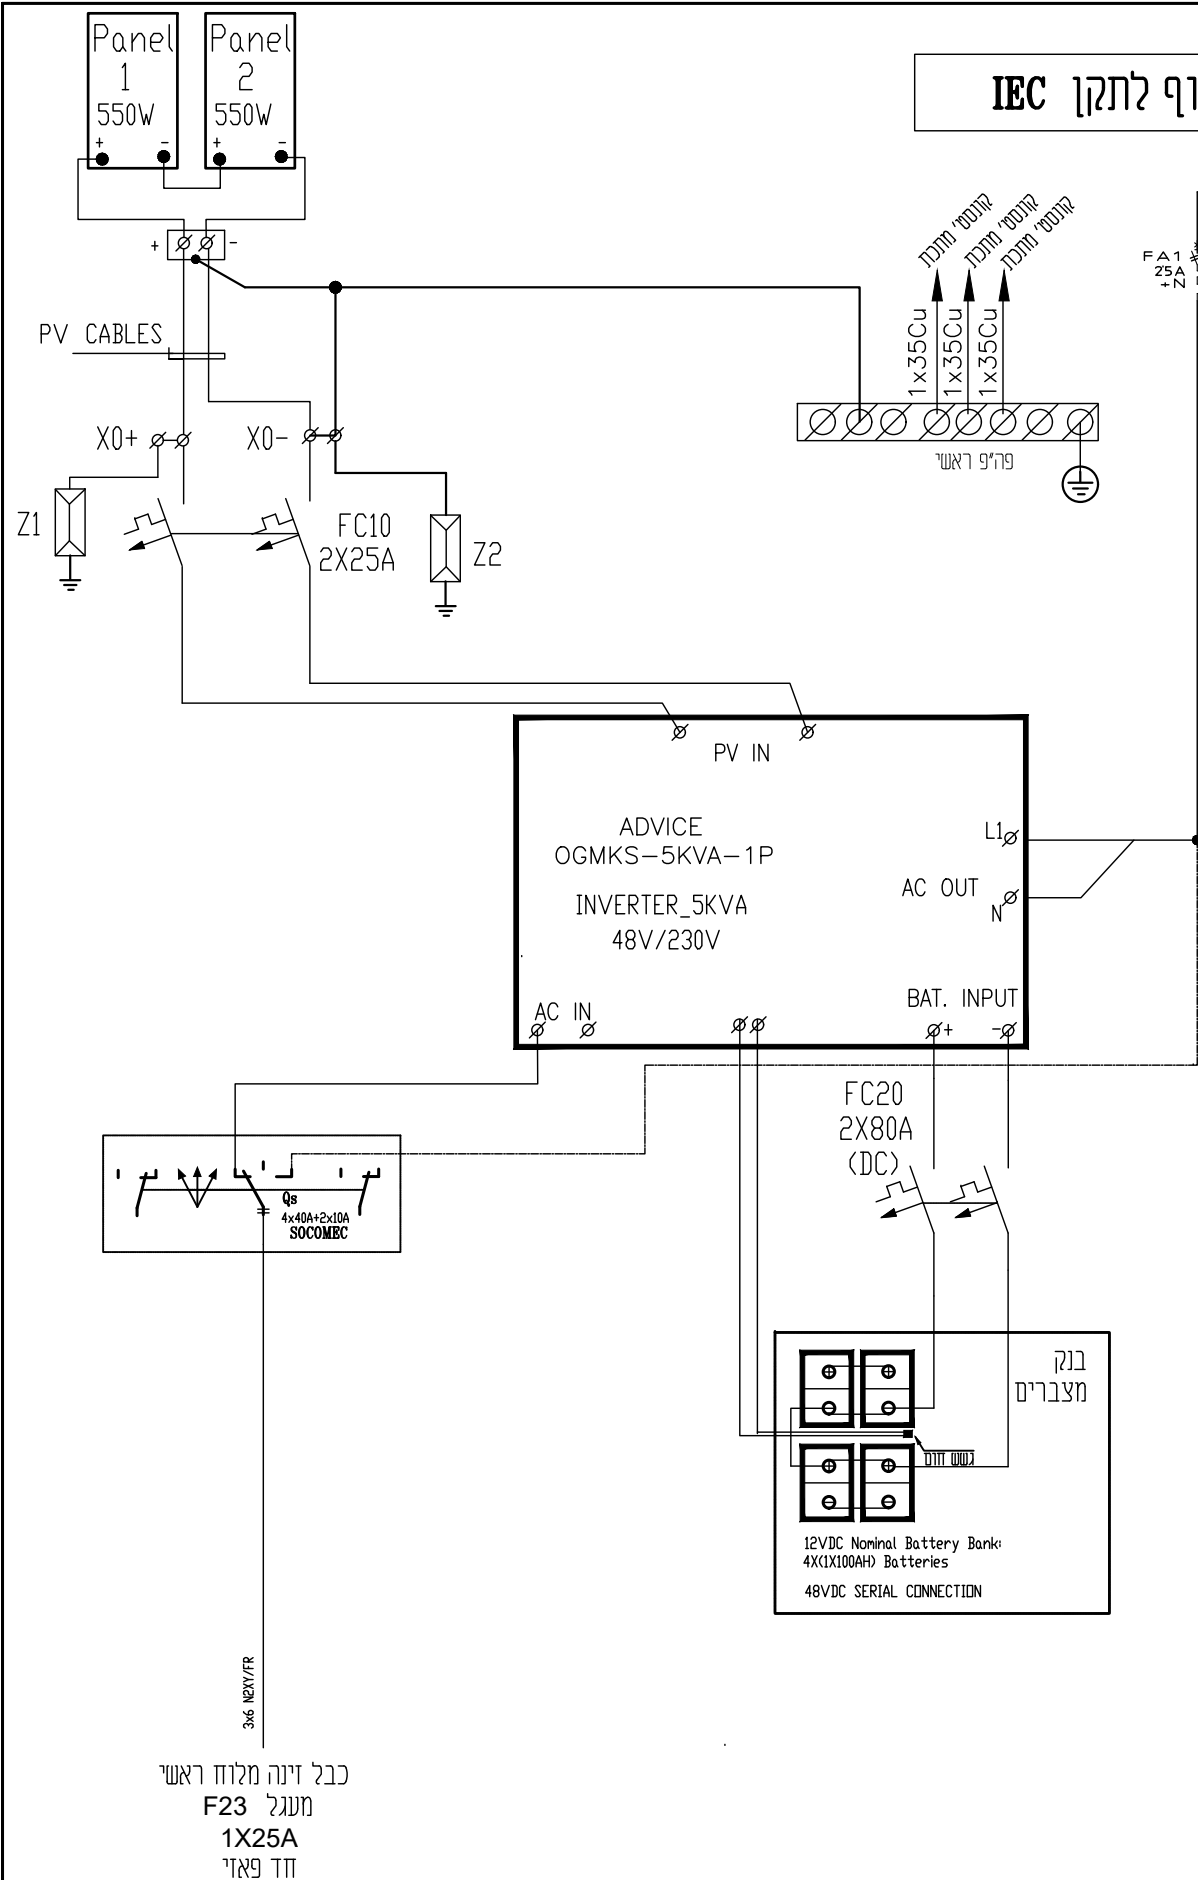 Panel
1
550W
+ -
Panel
2
550W
+ -
וף לתקן IEC
+ -
PV CABLES
קונסט' מתכת
קונסט' מתכת
קונסט' מתכת
1x35Cu
1x35Cu
1x35Cu
FA1
25A
+N
X0+
X0-
פה"פ ראשי
Z1
FC10
2X25A
Z2
PV IN
ADVICE
OGMKS-5KVA-1P
INVERTER_5KVA
48V/230V
L1
AC OUT
N
AC IN
BAT. INPUT
+ -
FC20
2X80A
(DC)
Qs
4x40A+2x10A
SOCOMEC
בנק
מצברים
גשש חום
12VDC Nominal Battery Bank:
4X(1X100AH) Batteries
48VDC SERIAL CONNECTION
3x6 N2XY/FR
כבל זינה מלוח ראשי
מעגל F23
1X25A
חד פאזי